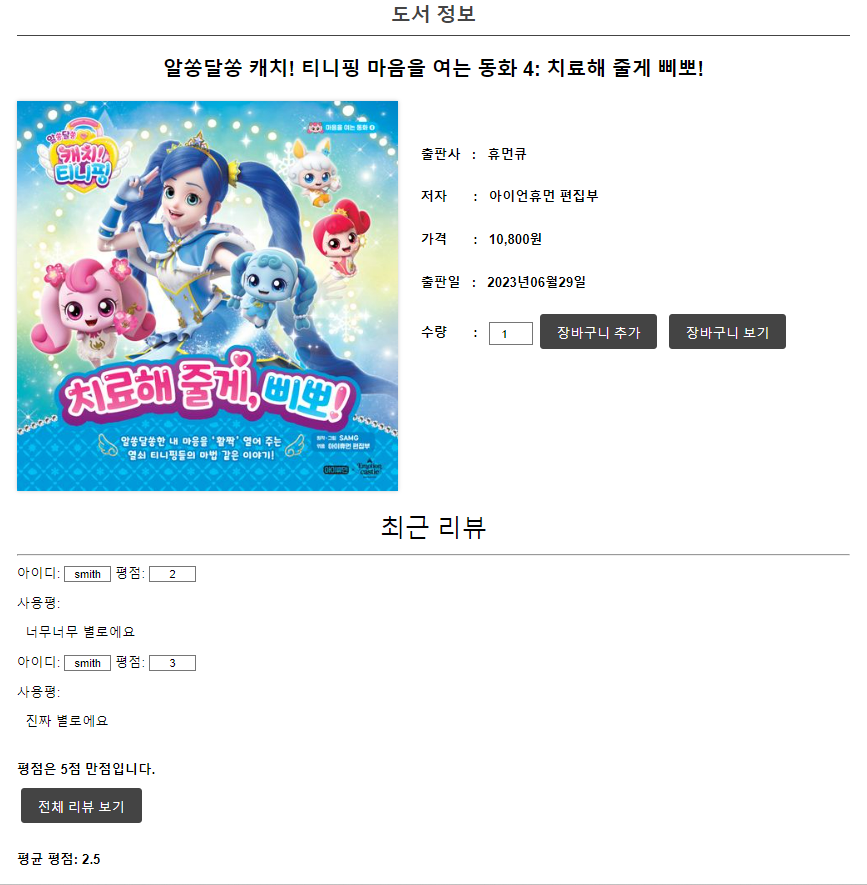 도서 정보
알쏭달쏭 캐치! 티니핑 마음을 여는 동화 4: 치료해 줄게 삐뽀!
알쏭달쏭
캐치!
티니핑
마음을 여는 동화 4
치료해 줄게, 삐뽀!
알쏭달쏭한 내 마음을 '활짝' 열어 주는
열쇠 티니핑들의 마법 같은 이야기!
원작·그림 SAMG
엮음 아이휴먼 편집부
아이휴먼
Emotion
castle
출판사 : 휴먼큐
저자 : 아이언휴먼 편집부
가격 : 10,800원
출판일 : 2023년06월29일
수량 : 1 장바구니 추가 장바구니 보기
최근 리뷰
아이디: smith 평점: 2
사용평:
너무너무 별로에요
아이디: smith 평점: 3
사용평:
진짜 별로에요
평점은 5점 만점입니다.
전체 리뷰 보기
평균 평점: 2.5